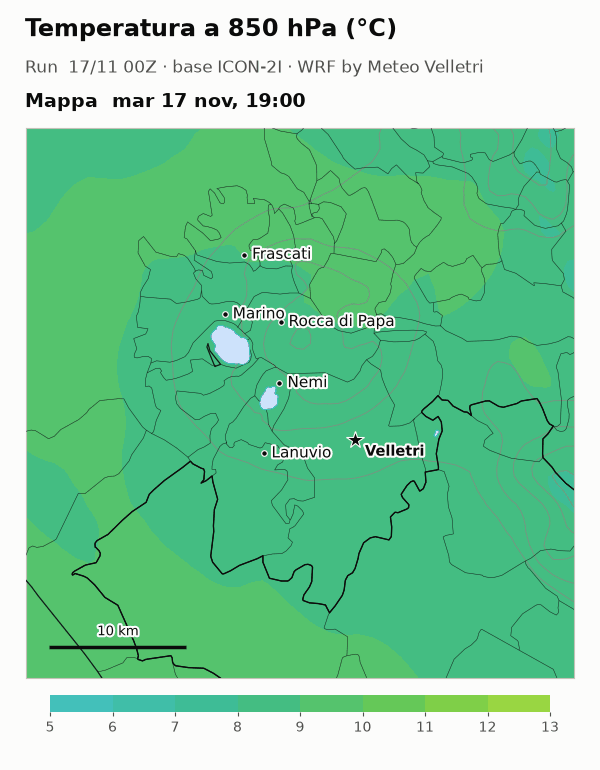 Temperatura a 850 hPa (°C)
Run 17/11 00Z · base ICON-2I · WRF by Meteo Velletri
Mappa mar 17 nov, 19:00
Frascati
Marino
Rocca di Papa
Nemi
Velletri
Lanuvio
10 km
5 6 7 8 9 10 11 12 13